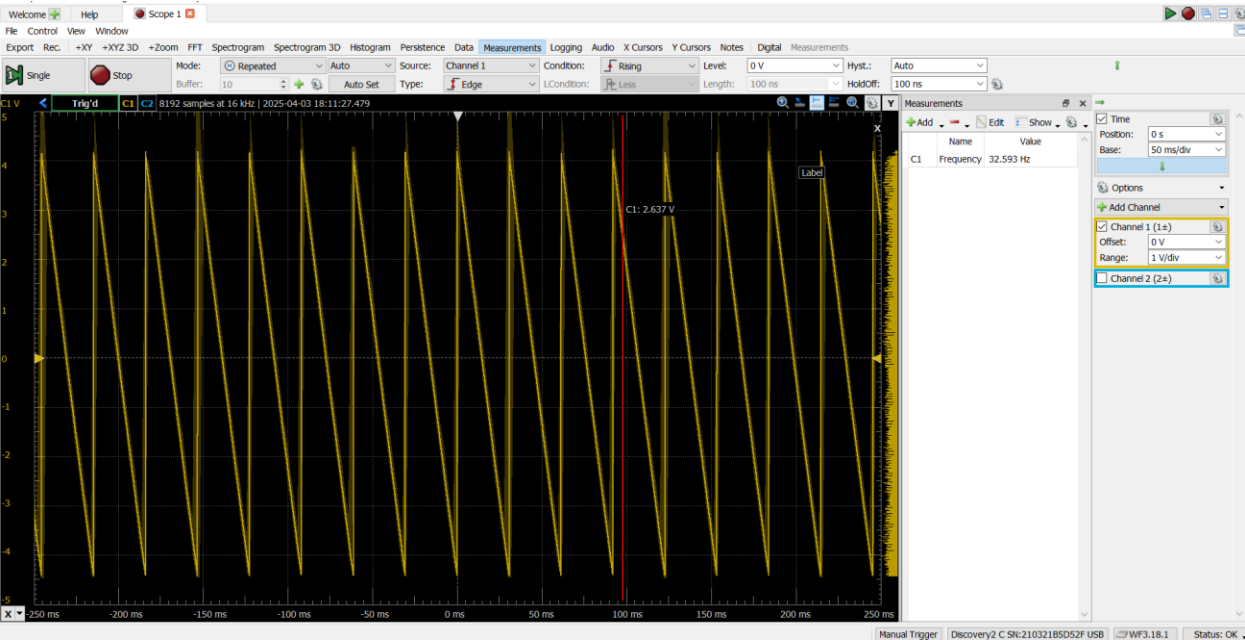 Welcome Help Scope 1
File Control View Window
Export Rec. +XY +XYZ 3D +Zoom FFT Spectrogram Spectrogram 3D Histogram Persistence Data Measurements Logging Audio X Cursors Y Cursors Notes Digital Measurements
Single Stop Mode: Repeated Auto Source: Channel 1 Condition: Rising Level: 0 V Hyst.: Auto
Buffer: 10 Auto Set Type: Edge LCondition: Less Length: 100 ns HoldOff: 100 ns
C1 V Trig'd C1 C2 8192 samples at 16 kHz | 2025-04-03 18:11:27.479 Y
X
5
4
3
2
1
0
-1
-2
-3
-4
-5
Label
C1: 2.637 V
X -250 ms -200 ms -150 ms -100 ms -50 ms 0 ms 50 ms 100 ms 150 ms 200 ms 250 ms
Measurements
Add Edit Show
Name Value
C1 Frequency 32.593 Hz
Time
Position: 0 s
Base: 50 ms/div
Options
Add Channel
Channel 1 (1±)
Offset: 0 V
Range: 1 V/div
Channel 2 (2±)
Manual Trigger Discovery2 C SN:210321B5D52F USB WF3.18.1 Status: OK